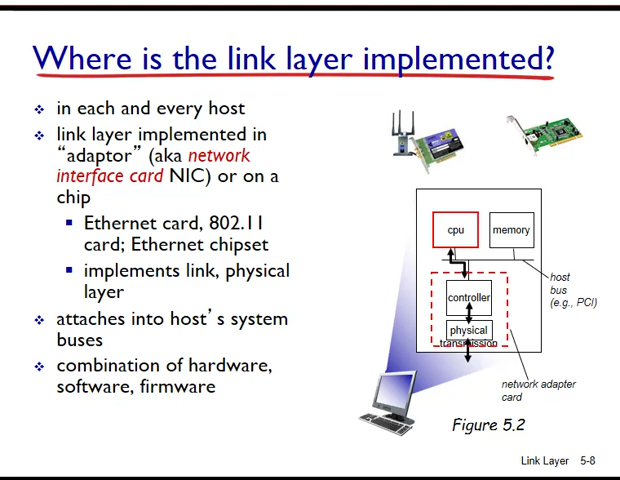 Where is the link layer implemented?
❖ in each and every host
❖ link layer implemented in
“adaptor” (aka network
interface card NIC) or on a
chip
▪ Ethernet card, 802.11
card; Ethernet chipset
▪ implements link, physical
layer
❖ attaches into host’s system
buses
❖ combination of hardware,
software, firmware
cpu
memory
host
bus
(e.g., PCI)
controller
physical
transmission
network adapter
card
Figure 5.2
Link Layer 5-8